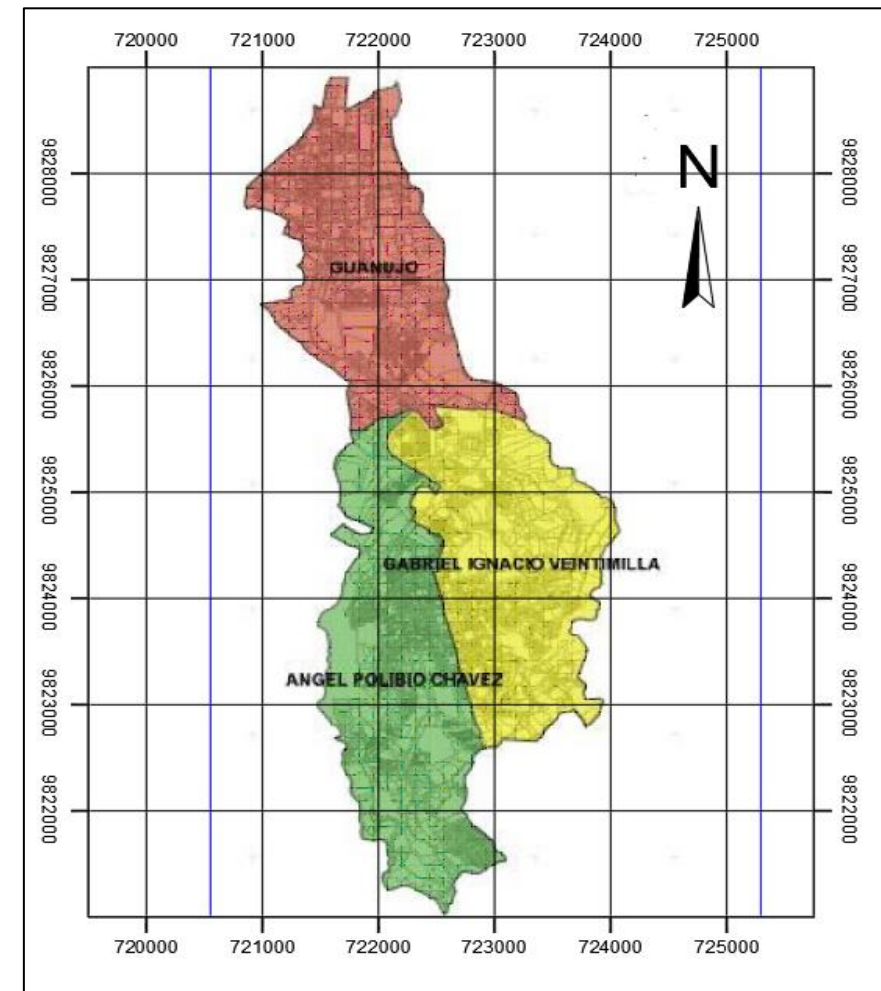 720000 721000 722000 723000 724000 725000
N
9828000 9828000
GUANUJO
9827000 9827000
9826000 9826000
9825000 9825000
GABRIEL IGNACIO VEINTIMILLA
9824000 9824000
ANGEL POLIBIO CHAVEZ
9823000 9823000
9822000 9822000
720000 721000 722000 723000 724000 725000